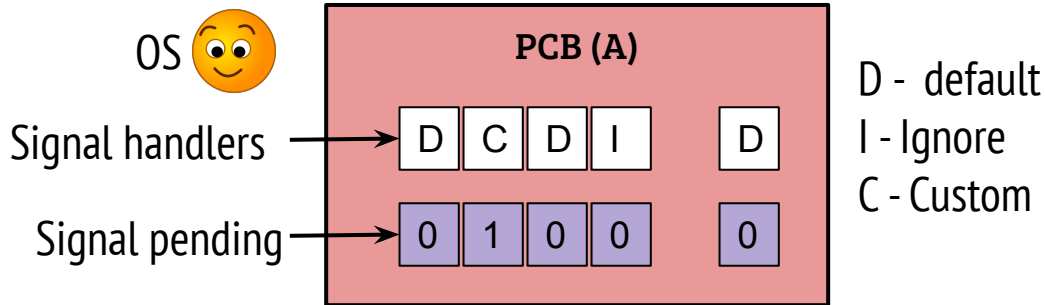 OS
PCB (A)
D - default
Signal handlers
D C D I D
I - Ignore
C - Custom
Signal pending
0 1 0 0 0